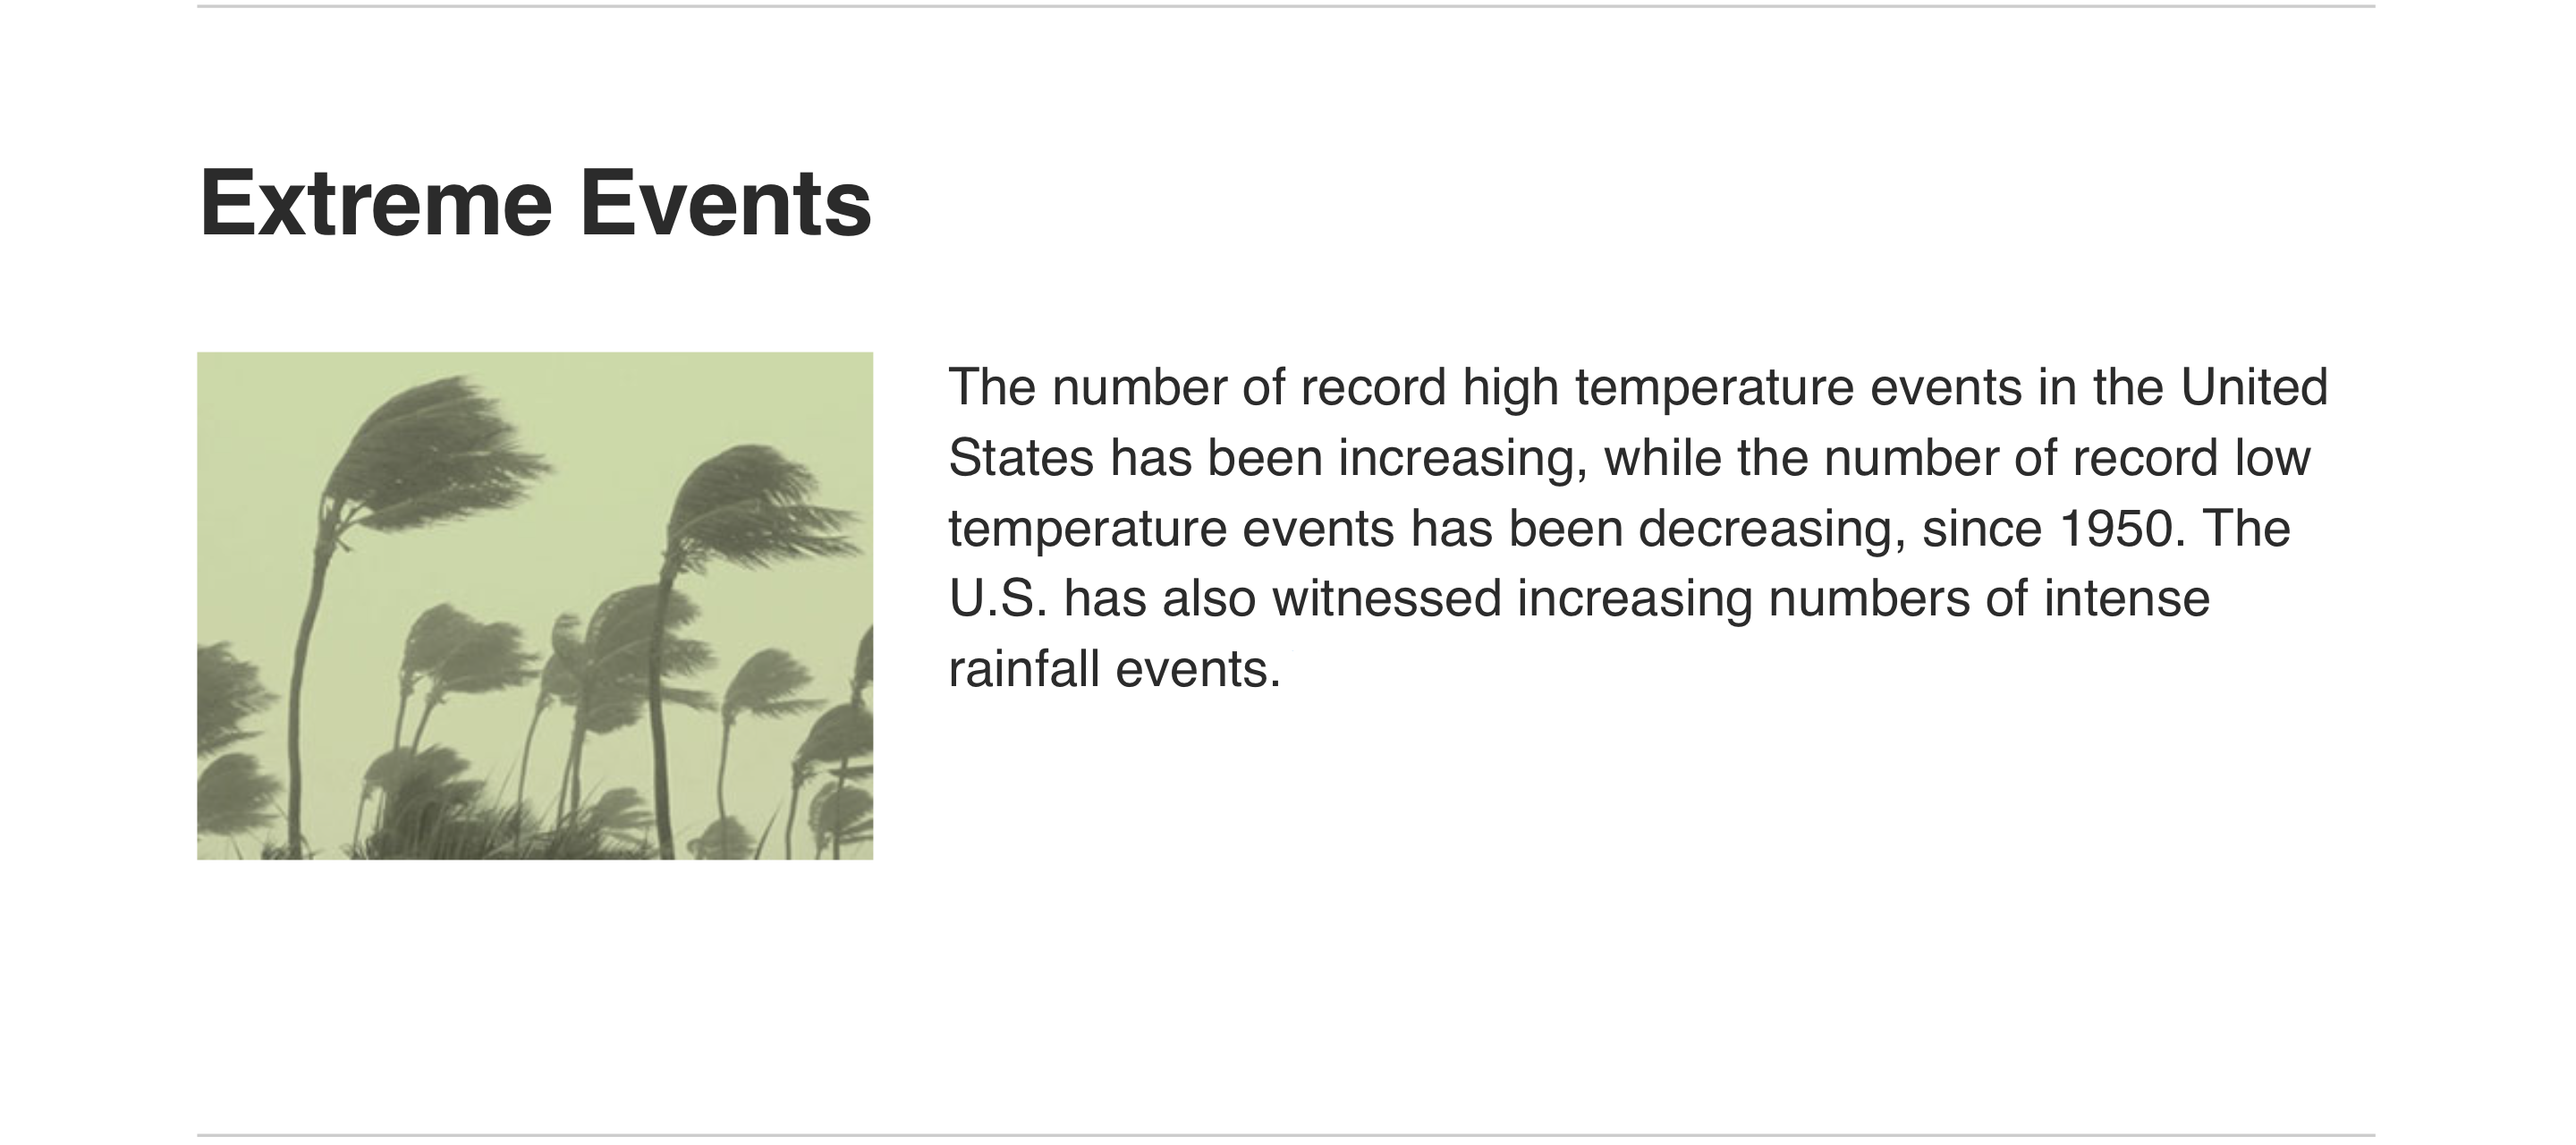 Extreme Events
The number of record high temperature events in the United
States has been increasing, while the number of record low
temperature events has been decreasing, since 1950. The
U.S. has also witnessed increasing numbers of intense
rainfall events.